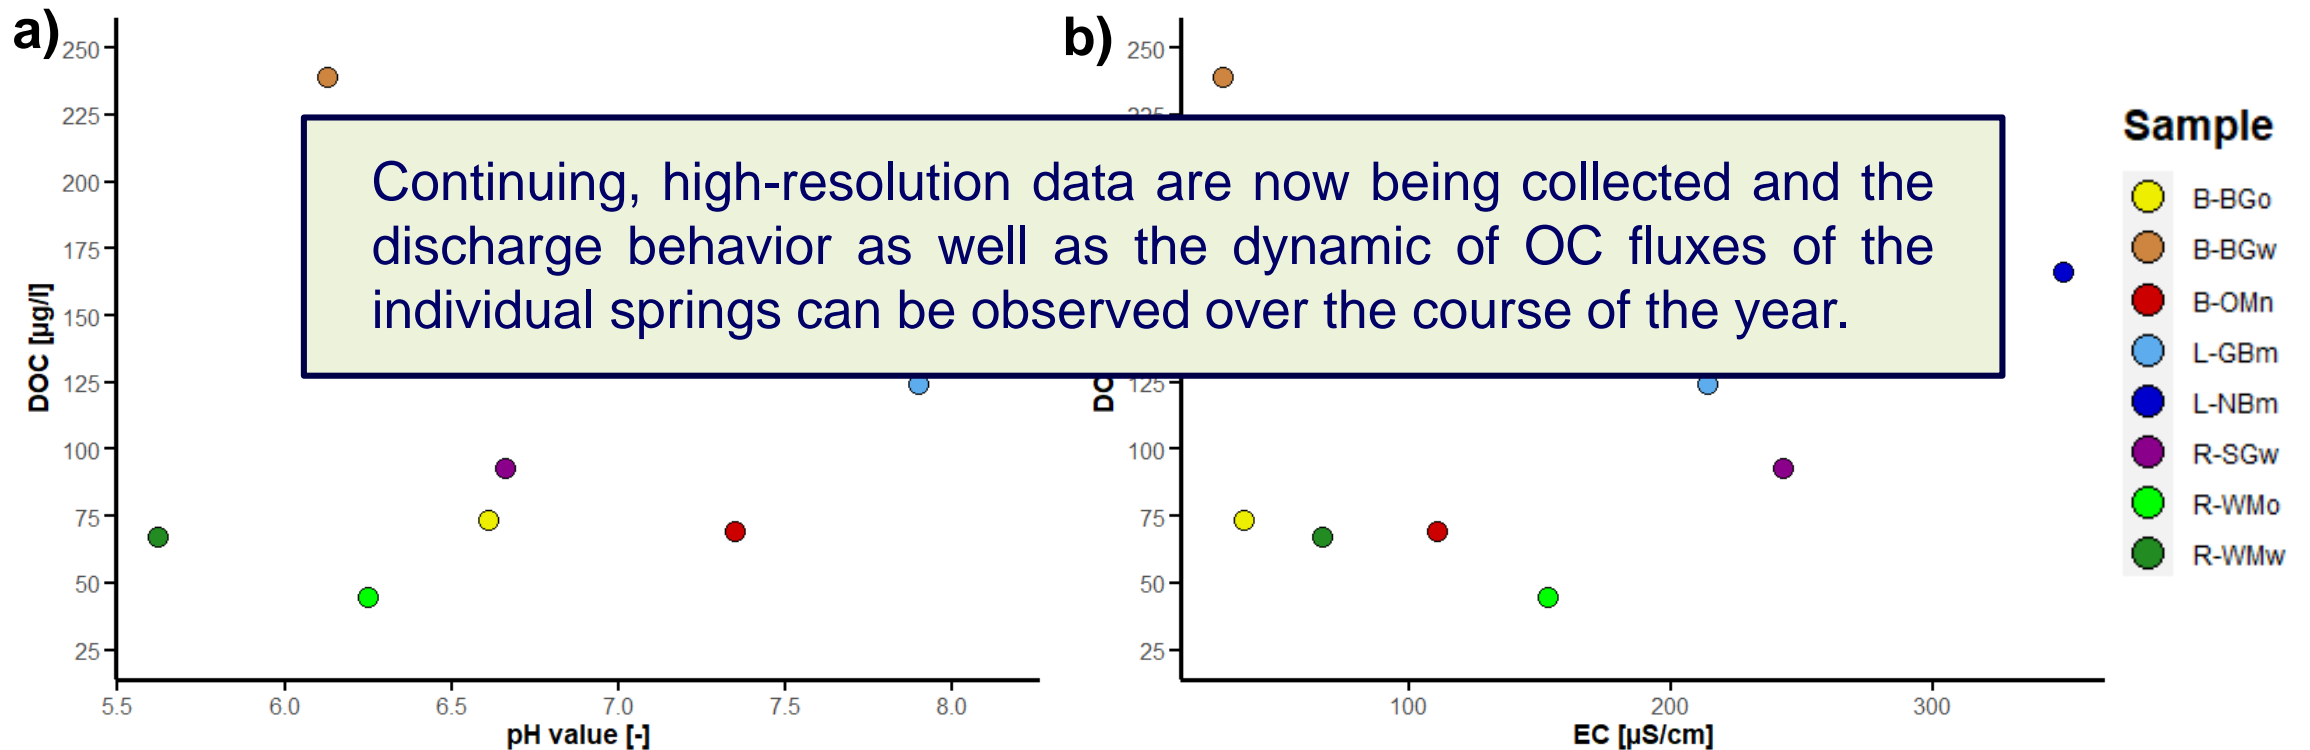 a)
250
225
200
175
150
125
100
75
50
25
DOC [µg/l]
5.5 6.0 6.5 7.0 7.5 8.0
pH value [-]
b)
250
125
100
75
50
25
100 200 300
EC [µS/cm]
Continuing, high-resolution data are now being collected and the
discharge behavior as well as the dynamic of OC fluxes of the
individual springs can be observed over the course of the year.
Sample
B-BGo
B-BGw
B-OMn
L-GBm
L-NBm
R-SGw
R-WMo
R-WMw